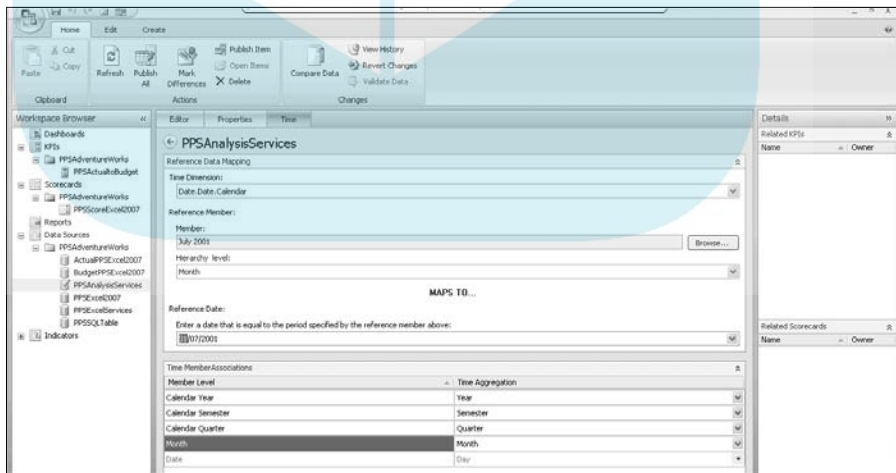 Home Edit Create
Paste
Cut
Copy
Clipboard
Refresh
Publish All
Mark Differences
Publish Item
Open Items
Delete
Actions
Compare Data
View History
Revert Changes
Validate Data
Changes
Workspace Browser
Dashboards
KPIs
PPSAdventureWorks
PPSActualtoBudget
Scorecards
PPSAdventureWorks
PPSScoreExcel2007
Reports
Data Sources
PPSAdventureWorks
ActualPPSExcel2007
BudgetPPSExcel2007
PPSAnalysisServices
PPSExcel2007
PPSExcelServices
PPSSQLTable
Indicators
Editor Properties Time
PPSAnalysisServices
Reference Data Mapping
Time Dimension:
Date.Date.Calendar
Reference Member:
Member:
July 2001
Browse...
Hierarchy level:
Month
MAPS TO...
Reference Date:
Enter a date that is equal to the period specified by the reference member above:
/07/2001
Time MemberAssociations
Member Level Time Aggregation
Calendar Year Year
Calendar Semester Semester
Calendar Quarter Quarter
Month Month
Date Day
Details
Related KPIs
Name Owner
Related Scorecards
Name Owner